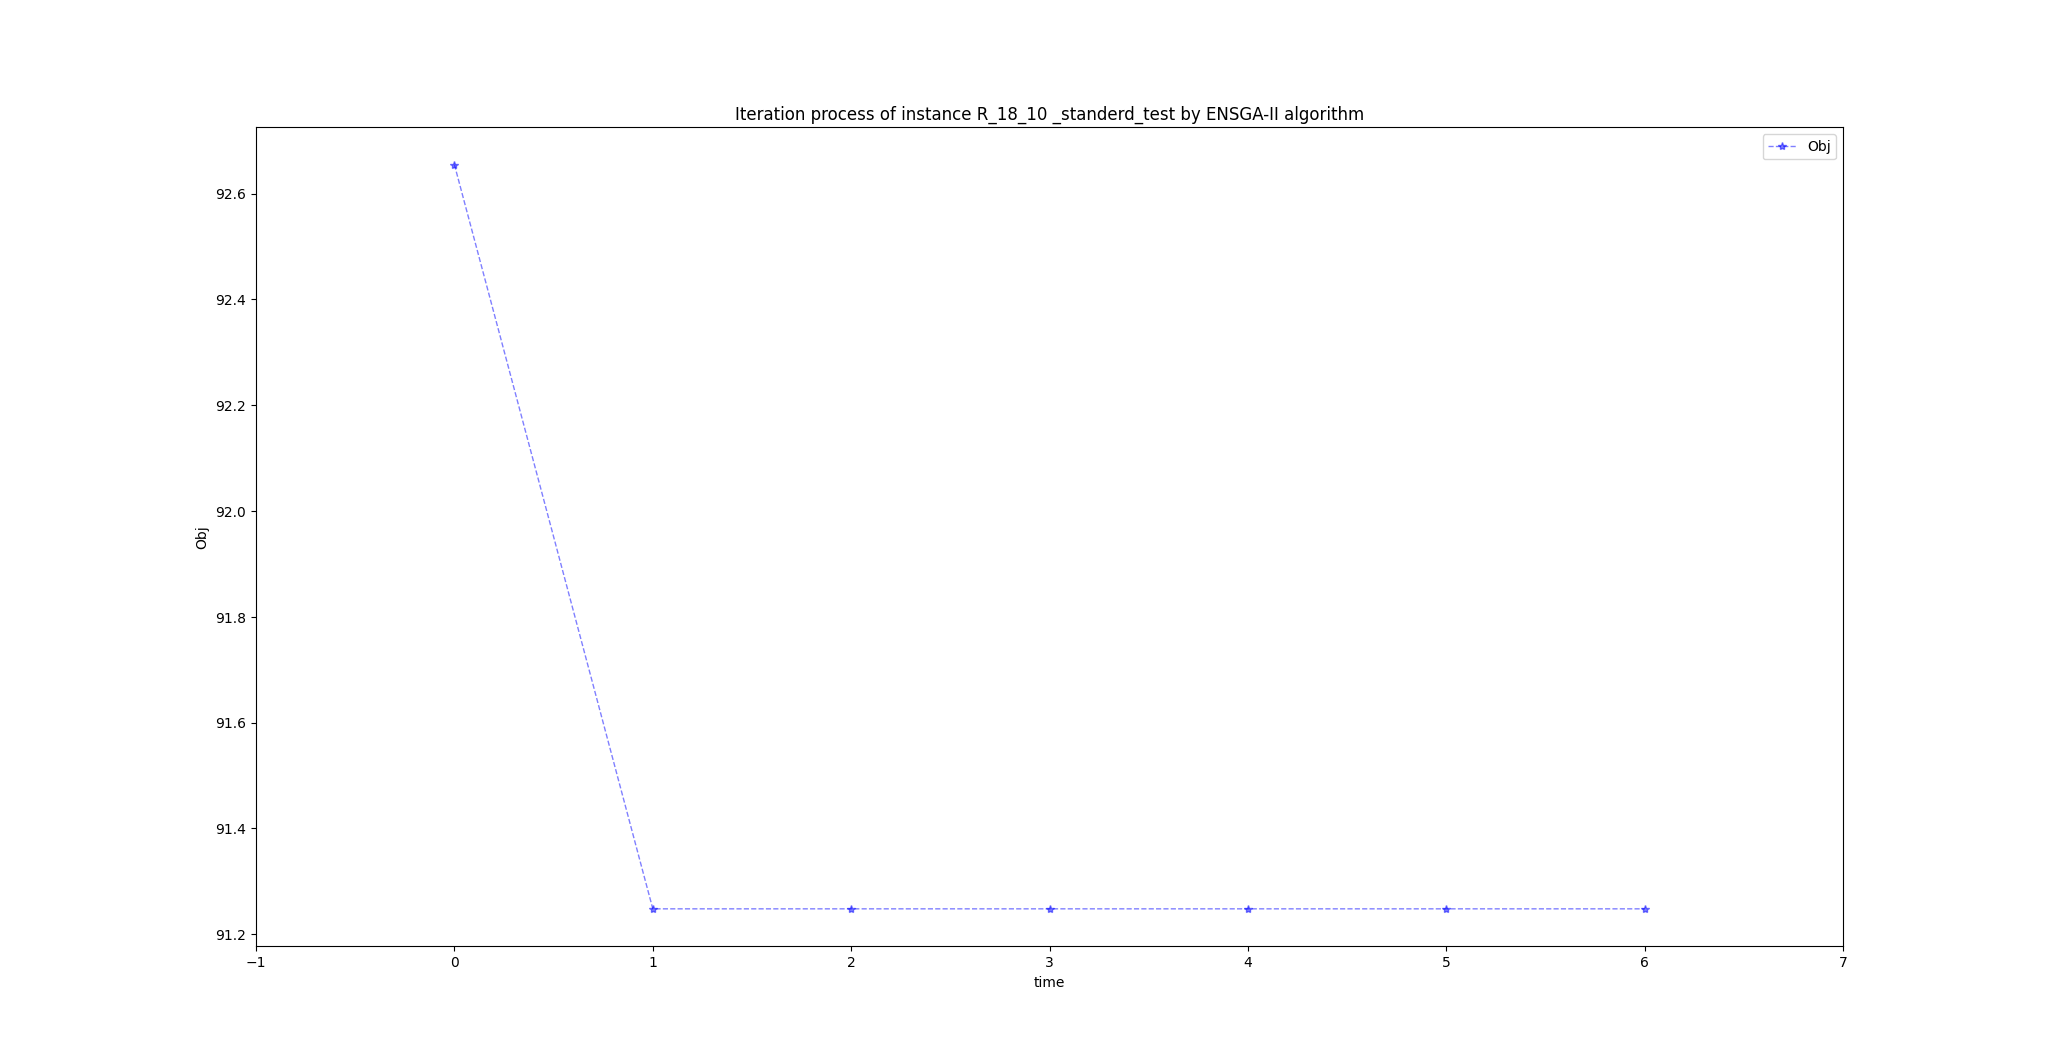 Iteration process of instance R_18_10 _standerd_test by ENSGA-II algorithm
Obj
92.6
92.4
92.2
92.0
91.8
91.6
91.4
91.2
Obj
−1 0 1 2 3 4 5 6 7
time